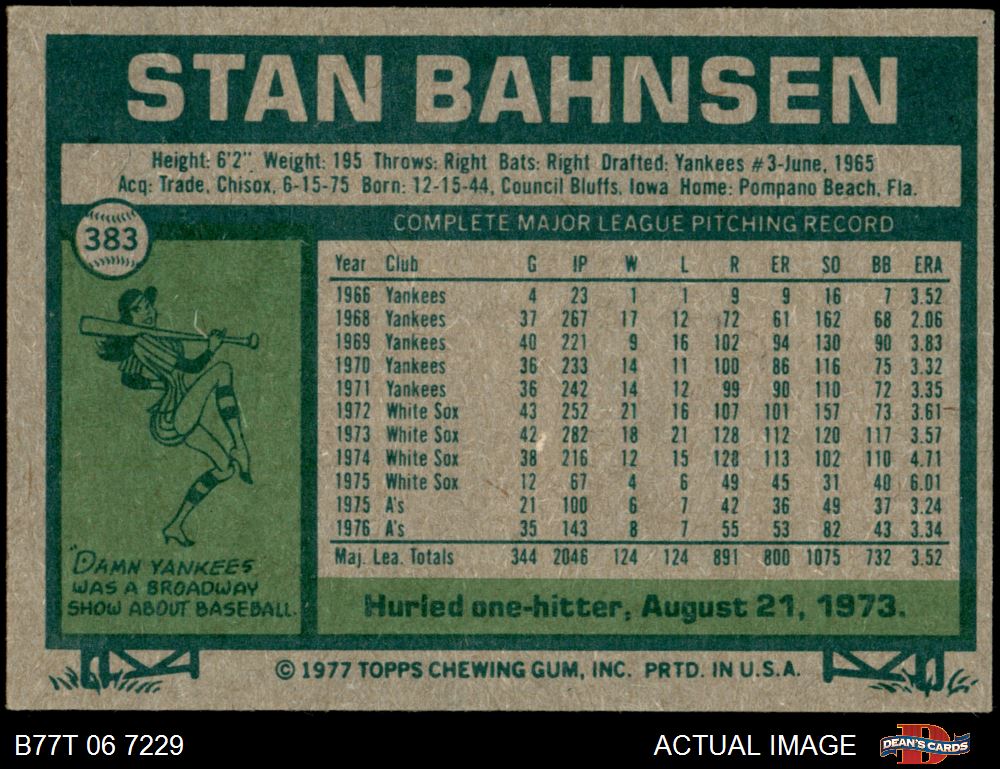 STAN BAHNSEN
Height: 6'2" Weight: 195 Throws: Right Bats: Right Drafted: Yankees #3-June, 1965
Acq: Trade, Chisox, 6-15-75 Born: 12-15-44, Council Bluffs, Iowa Home: Pompano Beach, Fla.
383
COMPLETE MAJOR LEAGUE PITCHING RECORD
Year Club G IP W L R ER SO BB ERA
1966 Yankees 4 23 1 1 9 9 16 7 3.52
1968 Yankees 37 267 17 12 72 61 162 68 2.06
1969 Yankees 40 221 9 16 102 94 130 90 3.83
1970 Yankees 36 233 14 11 100 86 116 75 3.32
1971 Yankees 36 242 14 12 99 90 110 72 3.35
1972 White Sox 43 252 21 16 107 101 157 73 3.61
1973 White Sox 42 282 18 21 128 112 120 117 3.57
1974 White Sox 38 216 12 15 128 113 102 110 4.71
1975 White Sox 12 67 4 6 49 45 31 40 6.01
1975 A's 21 100 6 7 42 36 49 37 3.24
1976 A's 35 143 8 7 55 53 82 43 3.34
Maj. Lea. Totals 344 2046 124 124 891 800 1075 732 3.52
"DAMN YANKEES
WAS A BROADWAY
SHOW ABOUT BASEBALL.
Hurled one-hitter, August 21, 1973.
© 1977 TOPPS CHEWING GUM, INC. PRTD. IN U.S.A.
B77T 06 7229
ACTUAL IMAGE
DEAN'S CARDS